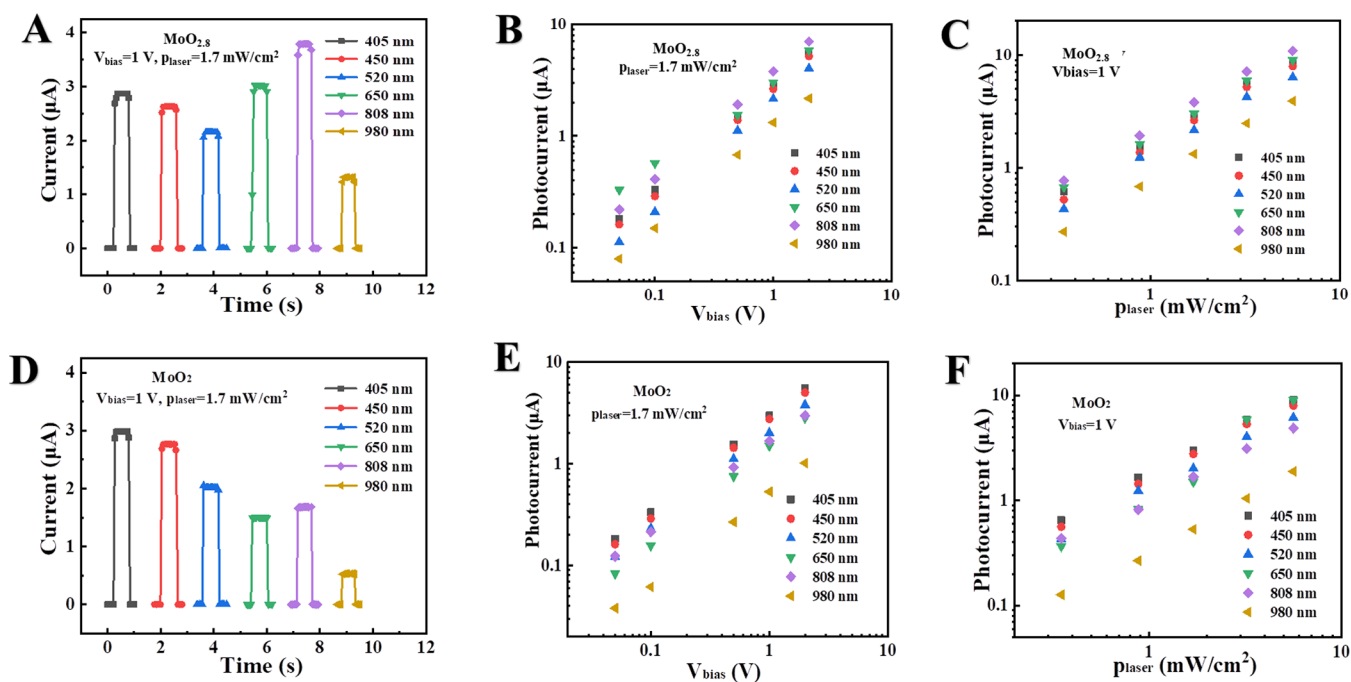 A
MoO2.8
Vbias=1 V, plaser=1.7 mW/cm2
405 nm
450 nm
520 nm
650 nm
808 nm
980 nm
Current (μA)
4
3
2
1
0
0 2 4 6 8 10 12
Time (s)
B
MoO2.8
plaser=1.7 mW/cm2
405 nm
450 nm
520 nm
650 nm
808 nm
980 nm
Photocurrent (μA)
10
1
0.1
0.1 1 10
Vbias (V)
C
MoO2.8
Vbias=1 V
405 nm
450 nm
520 nm
650 nm
808 nm
980 nm
Photocurrent (μA)
10
1
0.1
1 10
plaser (mW/cm2)
D
MoO2
Vbias=1 V, plaser=1.7 mW/cm2
405 nm
450 nm
520 nm
650 nm
808 nm
980 nm
Current (μA)
4
3
2
1
0
0 2 4 6 8 10 12
Time (s)
E
MoO2
plaser=1.7 mW/cm2
405 nm
450 nm
520 nm
650 nm
808 nm
980 nm
Photocurrent (μA)
10
1
0.1
0.1 1 10
Vbias (V)
F
MoO2
Vbias=1 V
405 nm
450 nm
520 nm
650 nm
808 nm
980 nm
Photocurrent (μA)
10
1
0.1
1 10
plaser (mW/cm2)